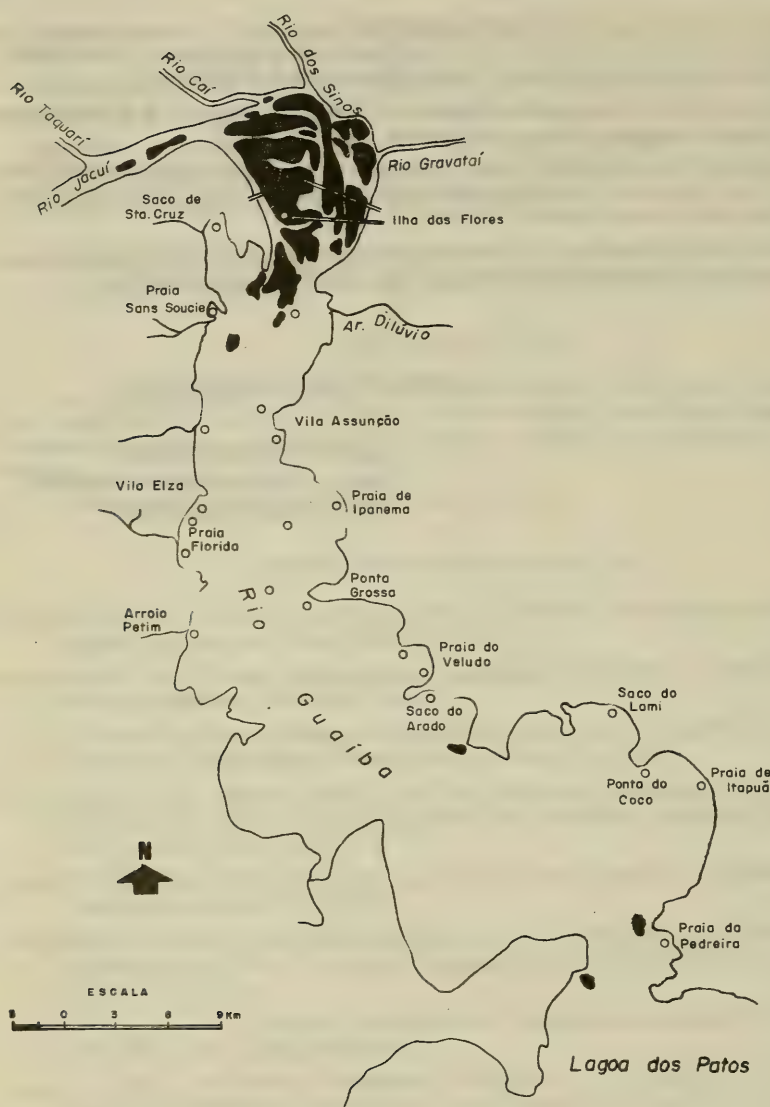 Rio dos Sinos
Rio Caí
Rio Taquarí
Rio Jacuí
Rio Gravataí
Saco de
Sta. Cruz
Ilha das Flores
Praia
Sans Soucie
Ar. Dilúvio
Vila Assunção
Vila Elza
Praia de
Ipanema
Praia
Florida
Ponta
Grossa
Rio
Guaíba
Arroio
Petim
Praia do
Veludo
Saco do
Arado
Saco do
Lami
Ponta do
Coco
Praia de
Itapuã
N
Praia da
Pedreira
ESCALA
0 3 6 9 Km
Lagoa dos Patos